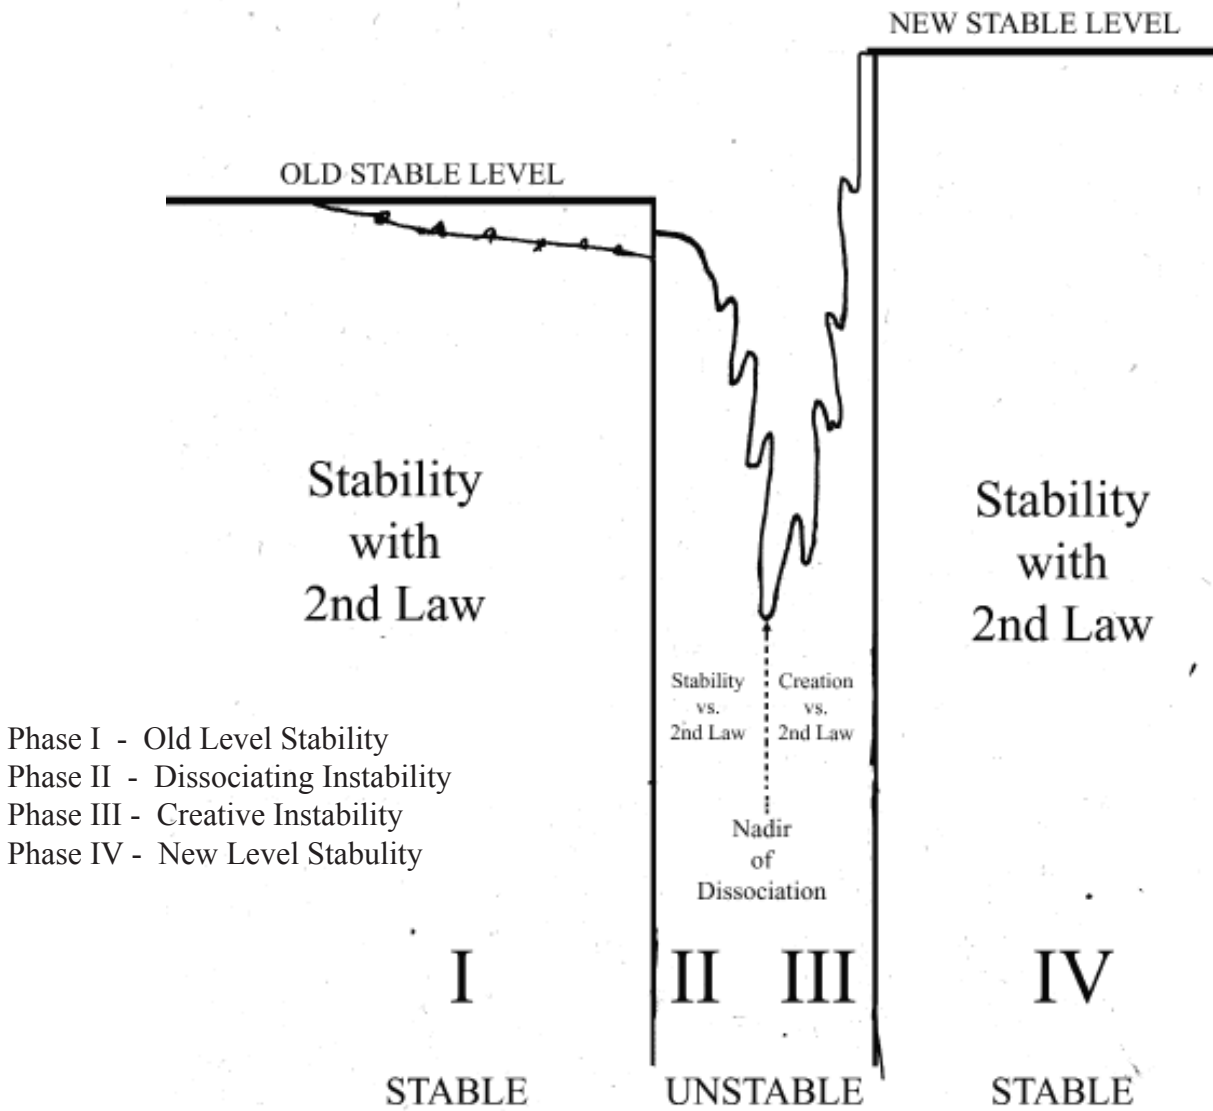 NEW STABLE LEVEL
OLD STABLE LEVEL
Stability
with
2nd Law
Stability
with
2nd Law
Stability
vs.
2nd Law
Creation
vs.
2nd Law
Phase I - Old Level Stability
Phase II - Dissociating Instability
Phase III - Creative Instability
Phase IV - New Level Stabulity
Nadir
of
Dissociation
I II III IV
STABLE UNSTABLE STABLE